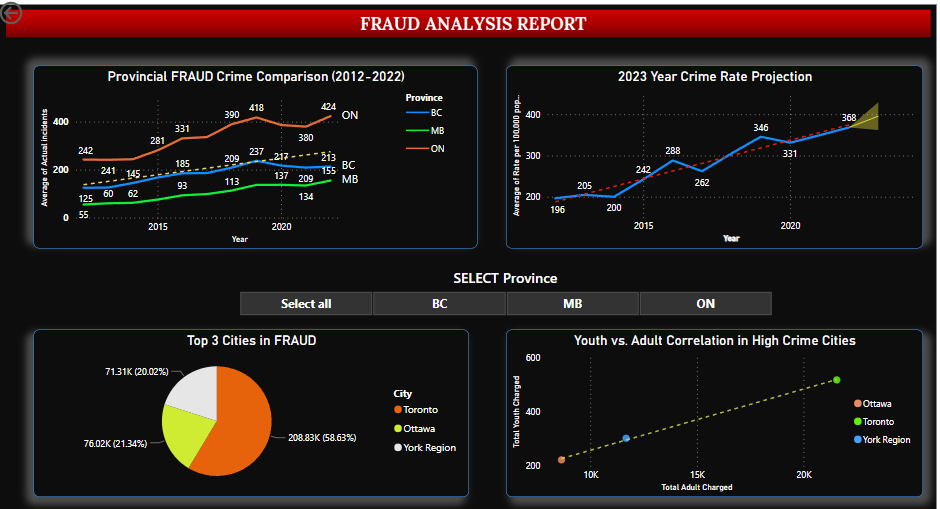 FRAUD ANALYSIS REPORT
Provincial FRAUD Crime Comparison (2012-2022)
Average of Actual Incidents
400
200
0
242
241
145
281
331
185
390
209
418
237
217
380
424
213
155
125
60
62
55
93
113
137
209
134
ON
BC
MB
2015
2020
Year
Province
BC
MB
ON
2023 Year Crime Rate Projection
Average of Rate per 100,000 pop...
400
300
200
196
205
200
242
288
262
346
331
368
2015
2020
Year
SELECT Province
Select all
BC
MB
ON
Top 3 Cities in FRAUD
71.31K (20.02%)
76.02K (21.34%)
208.83K (58.63%)
City
Toronto
Ottawa
York Region
Youth vs. Adult Correlation in High Crime Cities
Total Youth Charged
600
400
200
10K
15K
20K
Total Adult Charged
Ottawa
Toronto
York Region